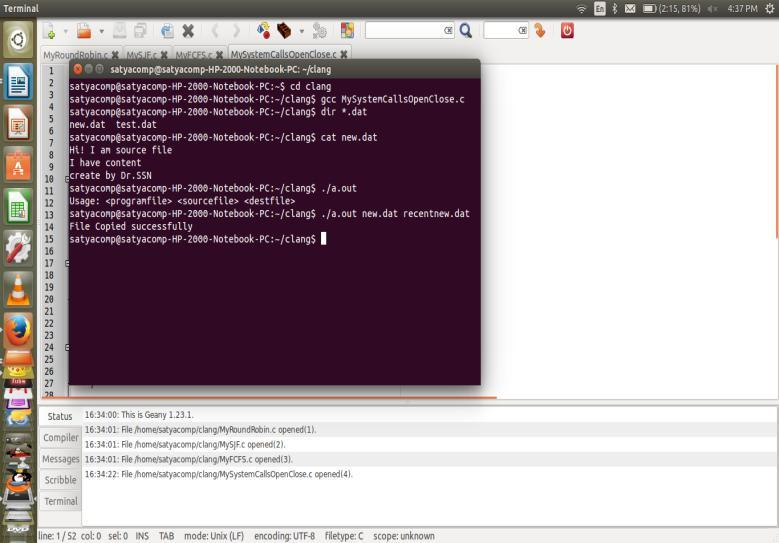 Terminal
En (2:15, 81%) 4:37 PM
MyRoundRobin.c MySJF.c MyFCFS.c MySystemCallsOpenClose.c
satyacomp@satyacomp-HP-2000-Notebook-PC: ~/clang
satyacomp@satyacomp-HP-2000-Notebook-PC:~$ cd clang
satyacomp@satyacomp-HP-2000-Notebook-PC:~/clang$ gcc MySystemCallsOpenClose.c
satyacomp@satyacomp-HP-2000-Notebook-PC:~/clang$ dir *.dat
new.dat test.dat
satyacomp@satyacomp-HP-2000-Notebook-PC:~/clang$ cat new.dat
Hi! I am source file
I have content
create by Dr.SSN
satyacomp@satyacomp-HP-2000-Notebook-PC:~/clang$ ./a.out
Usage: <programfile> <sourcefile> <destfile>
satyacomp@satyacomp-HP-2000-Notebook-PC:~/clang$ ./a.out new.dat recentnew.dat
File Copied successfully
satyacomp@satyacomp-HP-2000-Notebook-PC:~/clang$
1
2
3
4
5
6
7
8
9
10
11
12
13
14
15
16
17
18
19
20
21
22
23
24
25
26
27
28
Status
Compiler
Messages
Scribble
Terminal
16:34:00: This is Geany 1.23.1.
16:34:01: File /home/satyacomp/clang/MyRoundRobin.c opened(1).
16:34:01: File /home/satyacomp/clang/MySJF.c opened(2).
16:34:01: File /home/satyacomp/clang/MyFCFS.c opened(3).
16:34:22: File /home/satyacomp/clang/MySystemCallsOpenClose.c opened(4).
line: 1 / 52 col: 0 sel: 0 INS TAB mode: Unix (LF) encoding: UTF-8 filetype: C scope: unknown